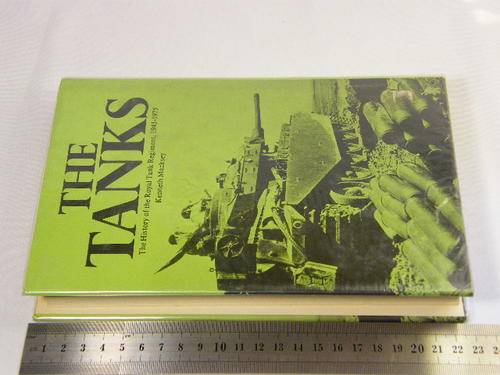 THE
TANKS
The History of the Royal Tank Regiment, 1945-1975
Kenneth Macksey
1 2 3 4 5 6 7 8 9 10 11 12 13 14 15 16 17 18 19 20 21 22 23